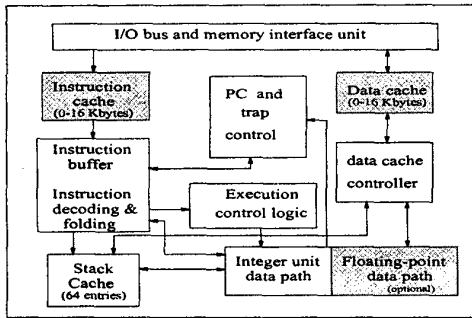 I/O bus and memory interface unit
Instruction
cache
(0-16 Kbytes)
PC and
trap
control
Data cache
(0-16 Kbytes)
Instruction
buffer
Instruction
decoding &
folding
Execution
control logic
data cache
controller
Stack
Cache
(64 entries)
Integer unit
data path
Floating-point
data path
(optional)